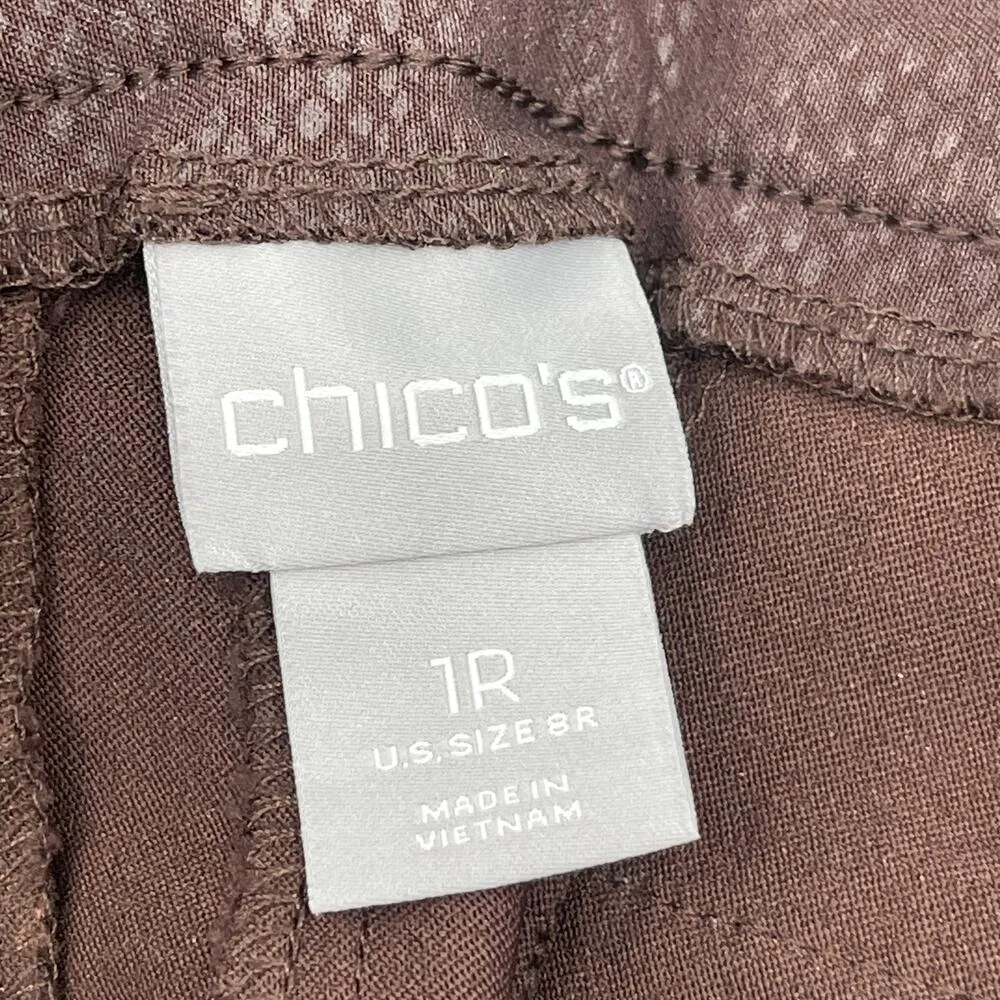 chico's®
1R
U.S. SIZE 8R
MADE IN
VIETNAM